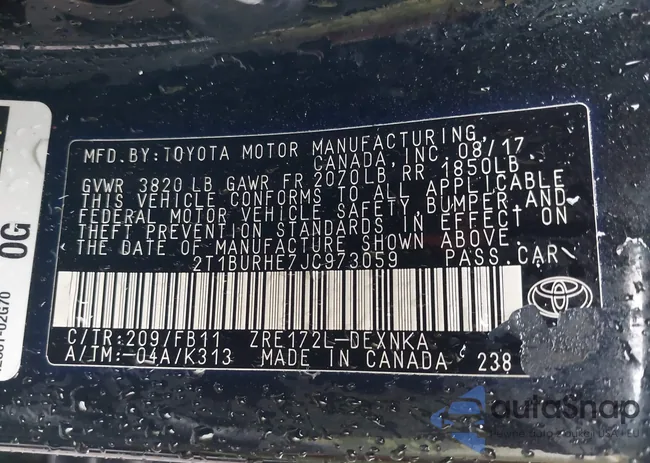 MFD.BY:TOYOTA MOTOR MANUFACTURING,
CANADA, INC. 08/17
GVWR 3820 LB GAWR FR 2070LB RR 1850LB
THIS VEHICLE CONFORMS TO ALL APPLICABLE
FEDERAL MOTOR VEHICLE SAFETY, BUMPER,AND
THEFT PREVENTION STANDARDS IN EFFECT ON
THE DATE OF MANUFACTURE SHOWN ABOVE.
2T1BURHE7JC973059 PASS.CAR
C/TR:209/FB11 ZRE172L-DEXNKA
A/TM:-04A/K313 MADE IN CANADA 238
0G
autoSnap